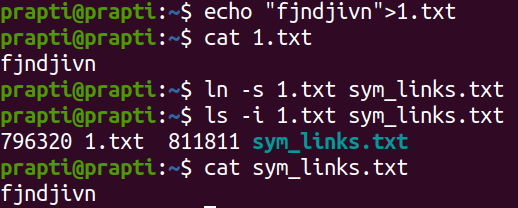 prapti@prapti:~$ echo "fjndjivn">1.txt
prapti@prapti:~$ cat 1.txt
fjndjivn
prapti@prapti:~$ ln -s 1.txt sym_links.txt
prapti@prapti:~$ ls -i 1.txt sym_links.txt
796320 1.txt  811811 sym_links.txt
prapti@prapti:~$ cat sym_links.txt
fjndjivn